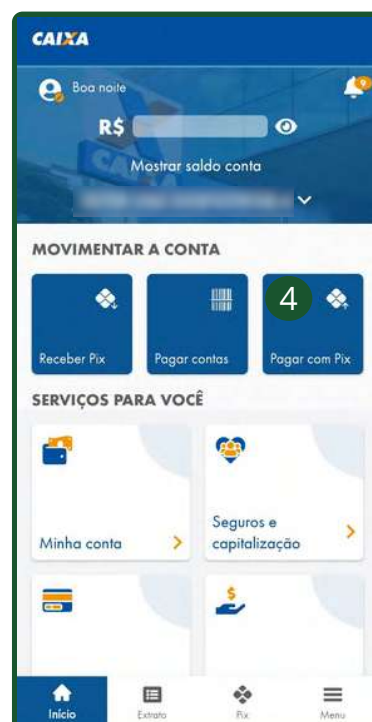 CAIXA
Boa noite
9
R$
Mostrar saldo conta
MOVIMENTAR A CONTA
4
Receber Pix
Pagar contas
Pagar com Pix
SERVIÇOS PARA VOCÊ
Minha conta
Seguros e
capitalização
Início
Extrato
Pix
Menu